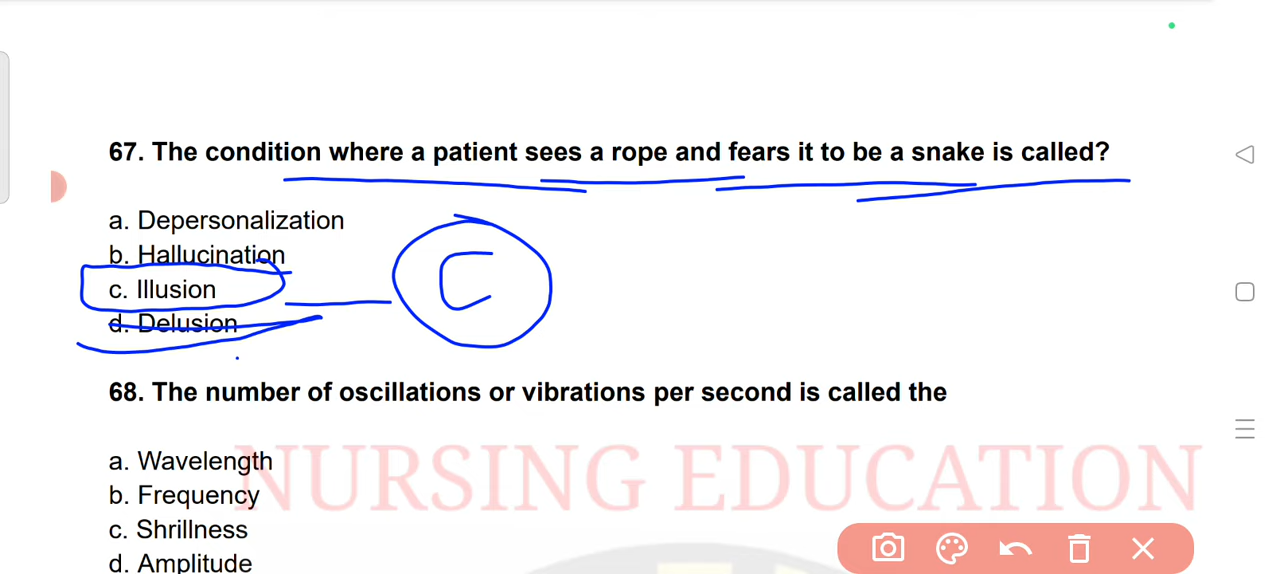 67. The condition where a patient sees a rope and fears it to be a snake is called?
a. Depersonalization
b. Hallucination
c. Illusion
d. Delusion
C
68. The number of oscillations or vibrations per second is called the
NURSING EDUCATION
a. Wavelength
b. Frequency
c. Shrillness
d. Amplitude